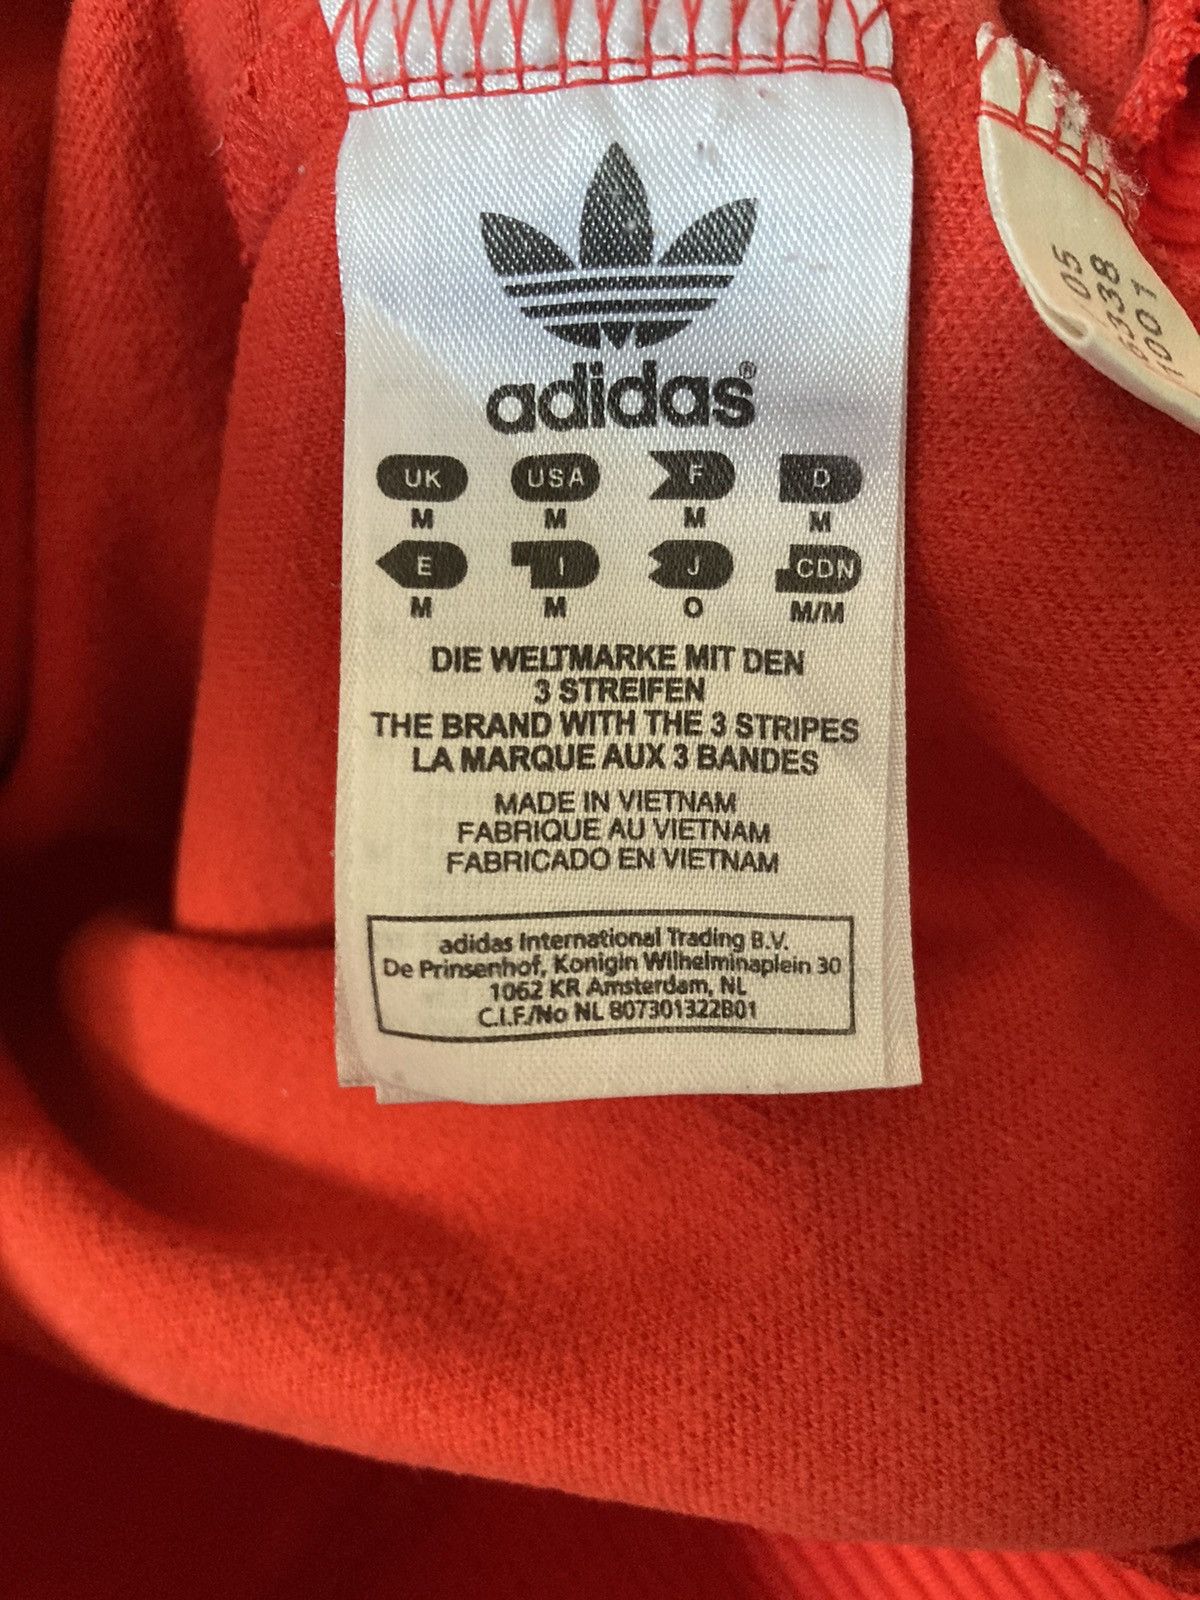 adidas®
UK USA F D
M M M M
E I J CDN
M M O M/M
DIE WELTMARKE MIT DEN
3 STREIFEN
THE BRAND WITH THE 3 STRIPES
LA MARQUE AUX 3 BANDES
MADE IN VIETNAM
FABRIQUE AU VIETNAM
FABRICADO EN VIETNAM
adidas International Trading B.V.
De Prinsenhof, Konigin Wilhelminaplein 30
1062 KR Amsterdam, NL
C.I.F./No NL 807301322B01
1001